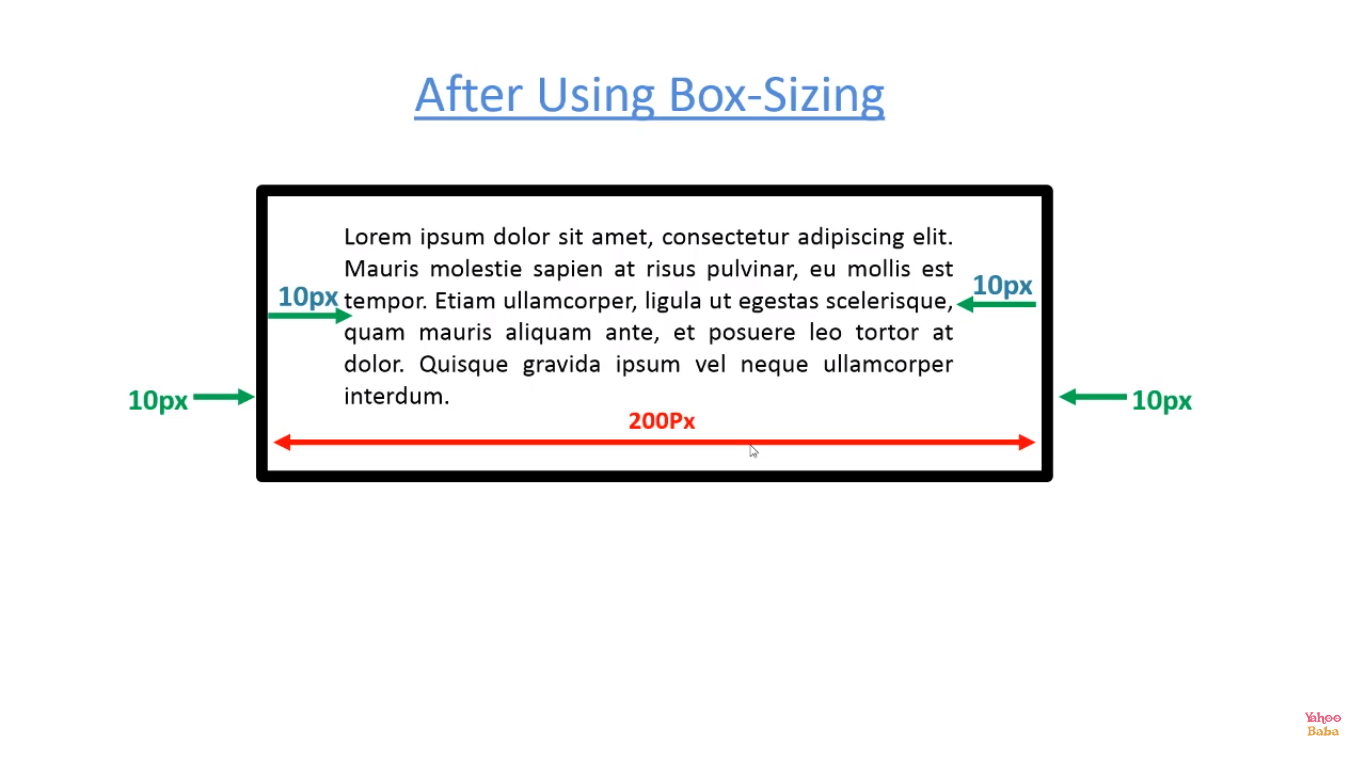 After Using Box-Sizing
Lorem ipsum dolor sit amet, consectetur adipiscing elit.
Mauris molestie sapien at risus pulvinar, eu mollis est
10px tempor. Etiam ullamcorper, ligula ut egestas scelerisque, 10px
quam mauris aliquam ante, et posuere leo tortor at
dolor. Quisque gravida ipsum vel neque ullamcorper
interdum.
10px
10px
200Px
Yahoo
Baba